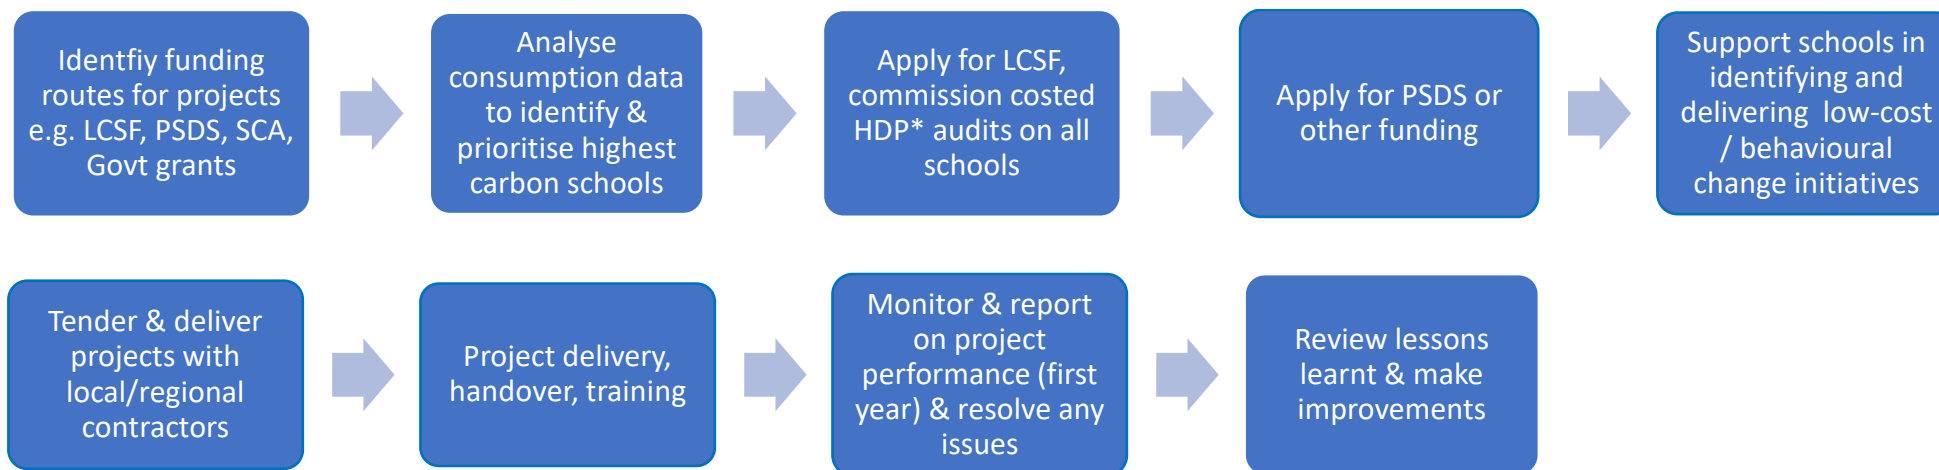 Identfiy funding
routes for projects
e.g. LCSF, PSDS, SCA,
Govt grants
Analyse
consumption data
to identify &
prioritise highest
carbon schools
Apply for LCSF,
commission costed
HDP* audits on all
schools
Apply for PSDS or
other funding
Support schools in
identifying and
delivering low-cost
/ behavioural
change initiatives
Tender & deliver
projects with
local/regional
contractors
Project delivery,
handover, training
Monitor & report
on project
performance (first
year) & resolve any
issues
Review lessons
learnt & make
improvements